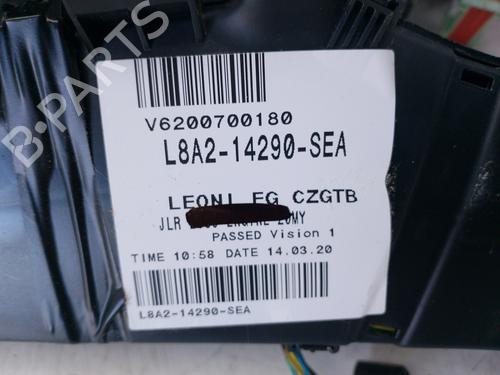 V6200700180
L8A2-14290-SEA
LEONI EG CZGTB
JLR 20MY
PASSED Vision 1
TIME 10:58 DATE 14.03.20
L8A2-14290-SEA
B-PARTS